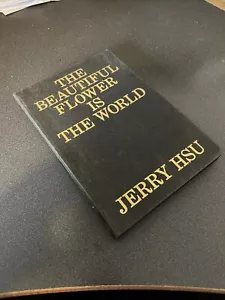 THE
BEAUTIFUL
FLOWER
IS
THE WORLD
JERRY HSU